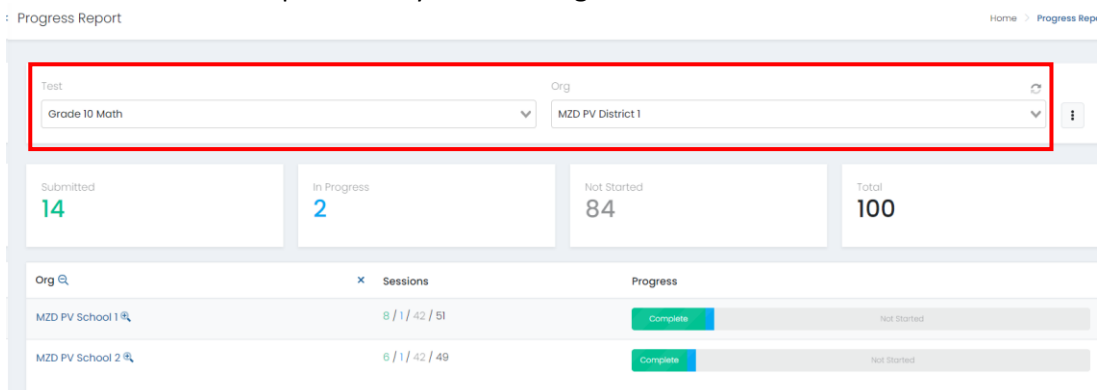 Progress Report
Home > Progress Rep
Test
Org
Grade 10 Math
MZD PV District 1
Submitted
In Progress
Not Started
Total
14
2
84
100
Org
× Sessions
Progress
MZD PV School 1
8 / 1 / 42 / 51
Complete
Not Started
MZD PV School 2
6 / 1 / 42 / 49
Complete
Not Started